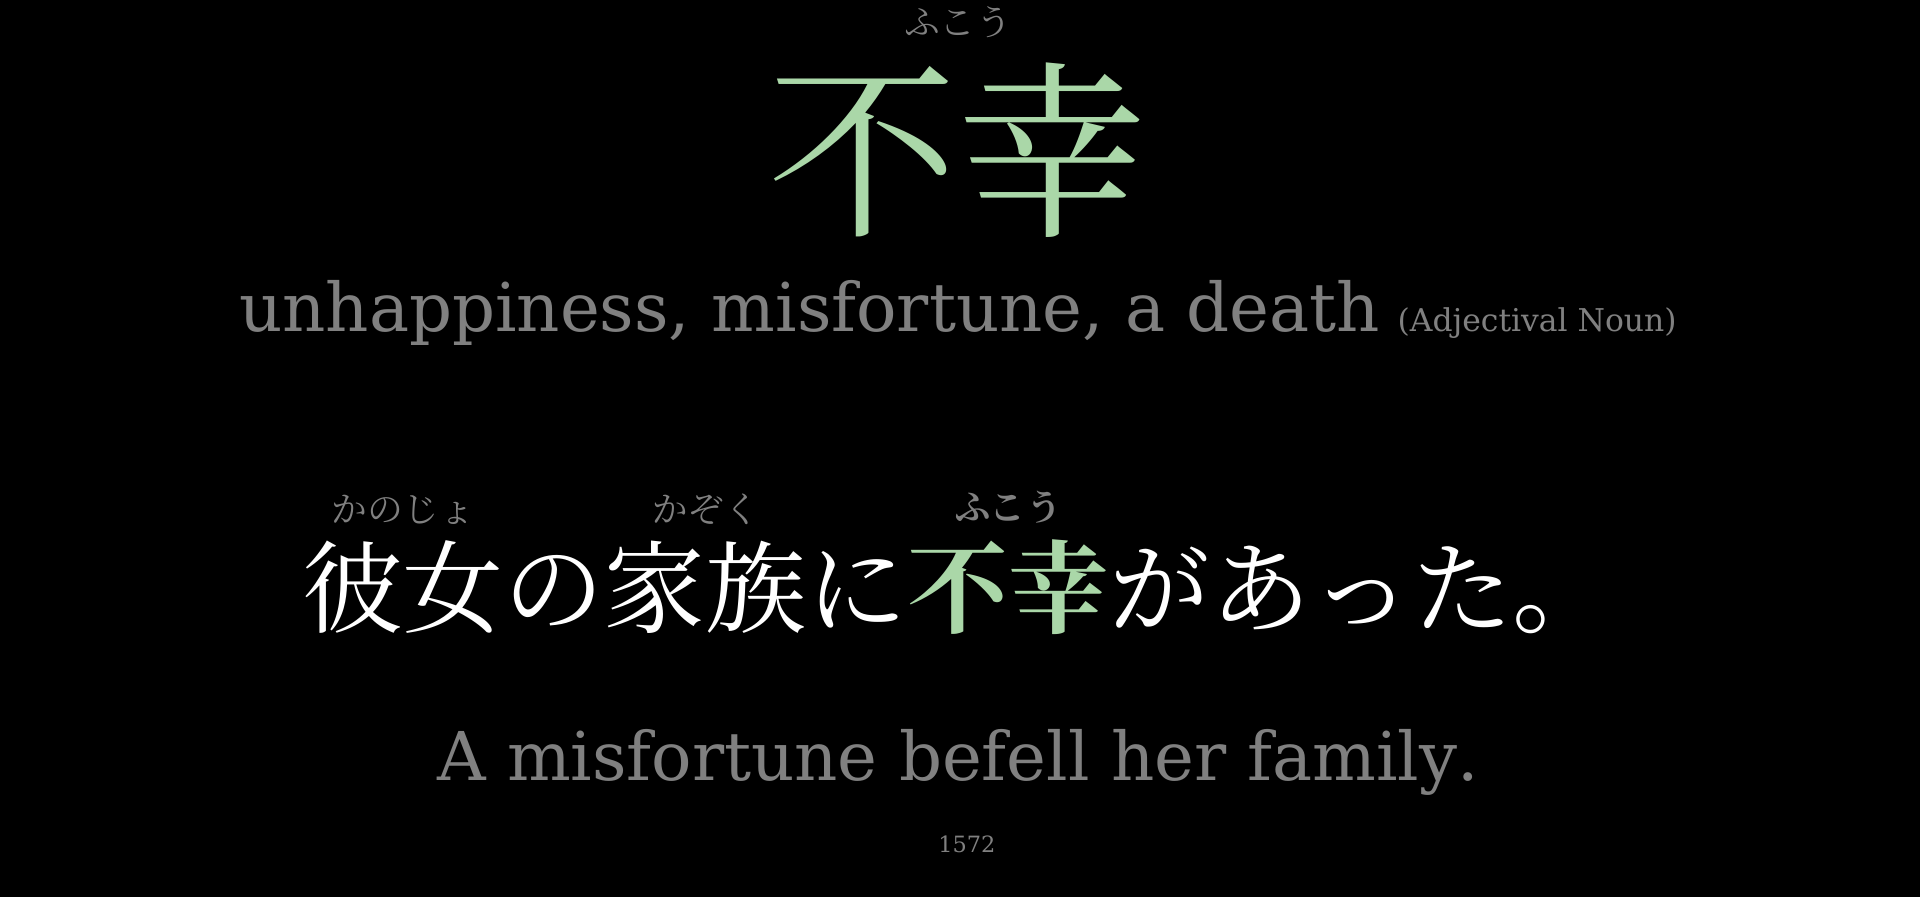 ふこう
不幸
unhappiness, misfortune, a death (Adjectival Noun)
かのじょ かぞく ふこう
彼女の家族に不幸があった。
A misfortune befell her family.
1572